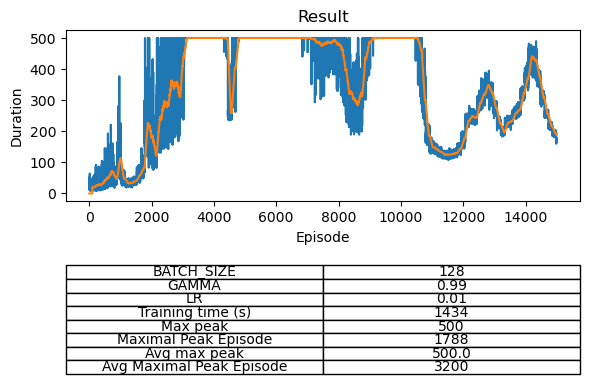 Result
Duration
500
400
300
200
100
0
0 2000 4000 6000 8000 10000 12000 14000
Episode
BATCH_SIZE 128
GAMMA 0.99
LR 0.01
Training time (s) 1434
Max peak 500
Maximal Peak Episode 1788
Avg max peak 500.0
Avg Maximal Peak Episode 3200